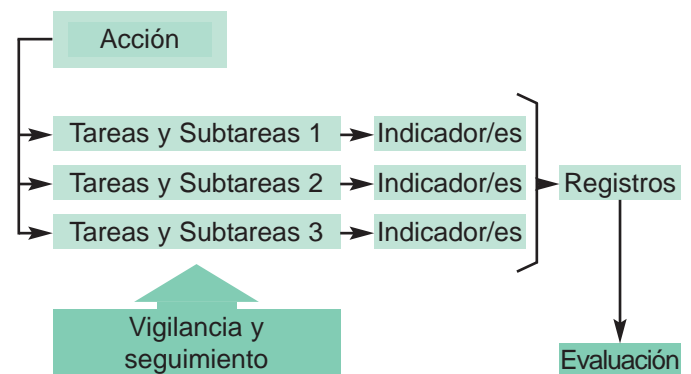 Acción
Tareas y Subtareas 1
Indicador/es
Tareas y Subtareas 2
Indicador/es
Registros
Tareas y Subtareas 3
Indicador/es
Vigilancia y
seguimiento
Evaluación